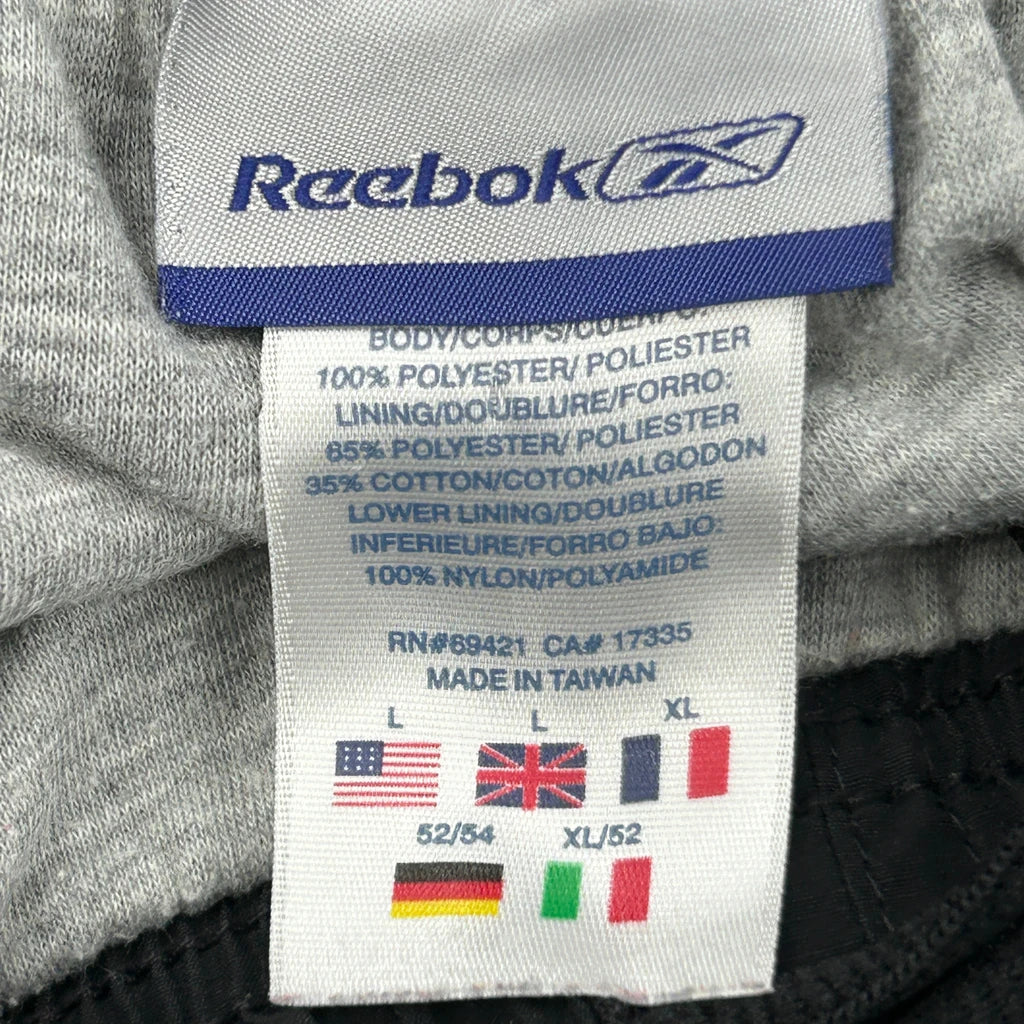 Reebok
BODY/CORPS/CUERPO
100% POLYESTER/ POLIESTER
LINING/DOUBLURE/FORRO:
65% POLYESTER/ POLIESTER
35% COTTON/COTON/ALGODON
LOWER LINING/DOUBLURE
INFERIEURE/FORRO BAJO:
100% NYLON/POLYAMIDE
RN#69421 CA# 17335
MADE IN TAIWAN
L L XL
52/54 XL/52